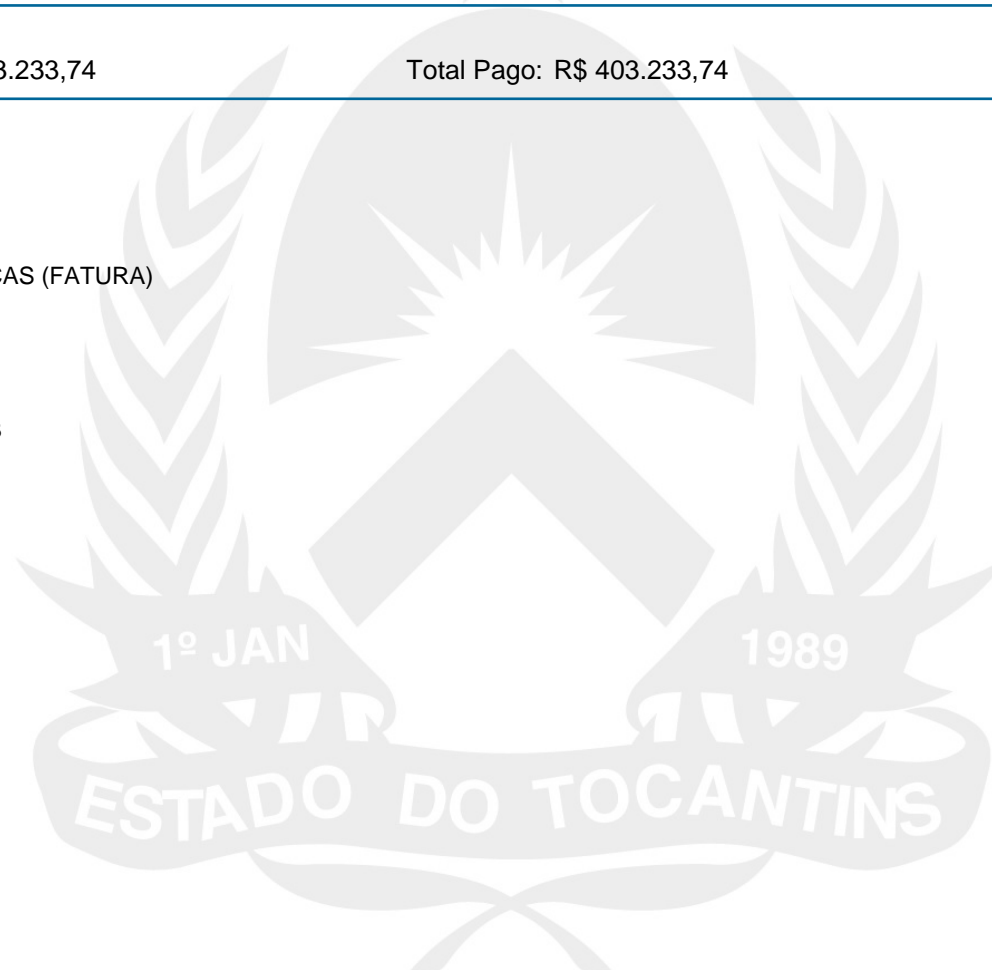 3.233,74 Total Pago: R$ 403.233,74
CAS (FATURA)
1º JAN 1989
ESTADO DO TOCANTINS